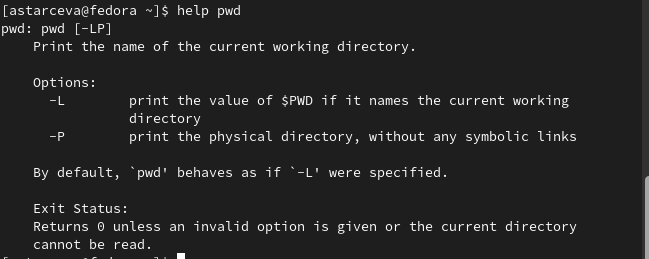 [astarceva@fedora ~]$ help pwd
pwd: pwd [-LP]
    Print the name of the current working directory.

    Options:
      -L        print the value of $PWD if it names the current working
                directory
      -P        print the physical directory, without any symbolic links

    By default, `pwd' behaves as if `-L' were specified.

    Exit Status:
    Returns 0 unless an invalid option is given or the current directory
    cannot be read.